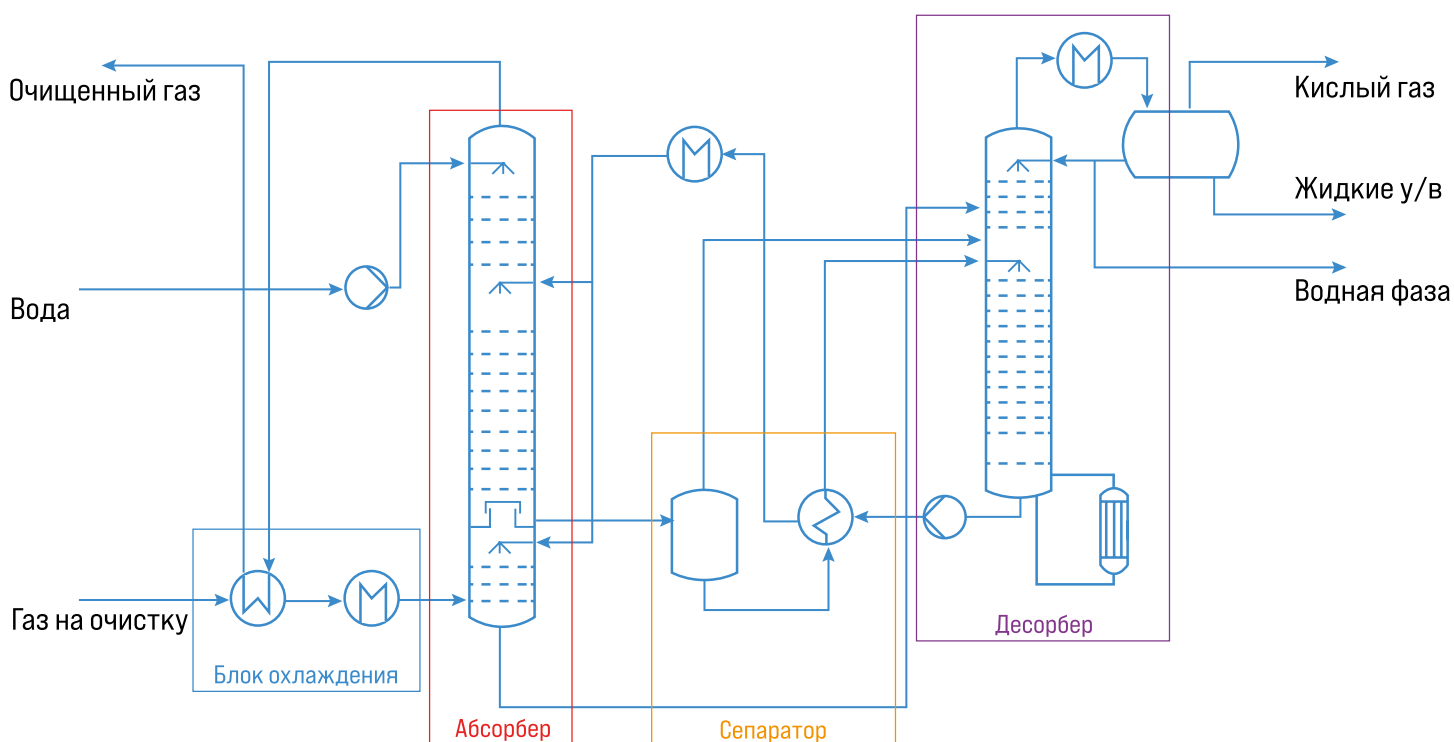 Очищенный газ
Кислый газ
Жидкие у/в
Водная фаза
Вода
Газ на очистку
Блок охлаждения
Абсорбер
Сепаратор
Десорбер